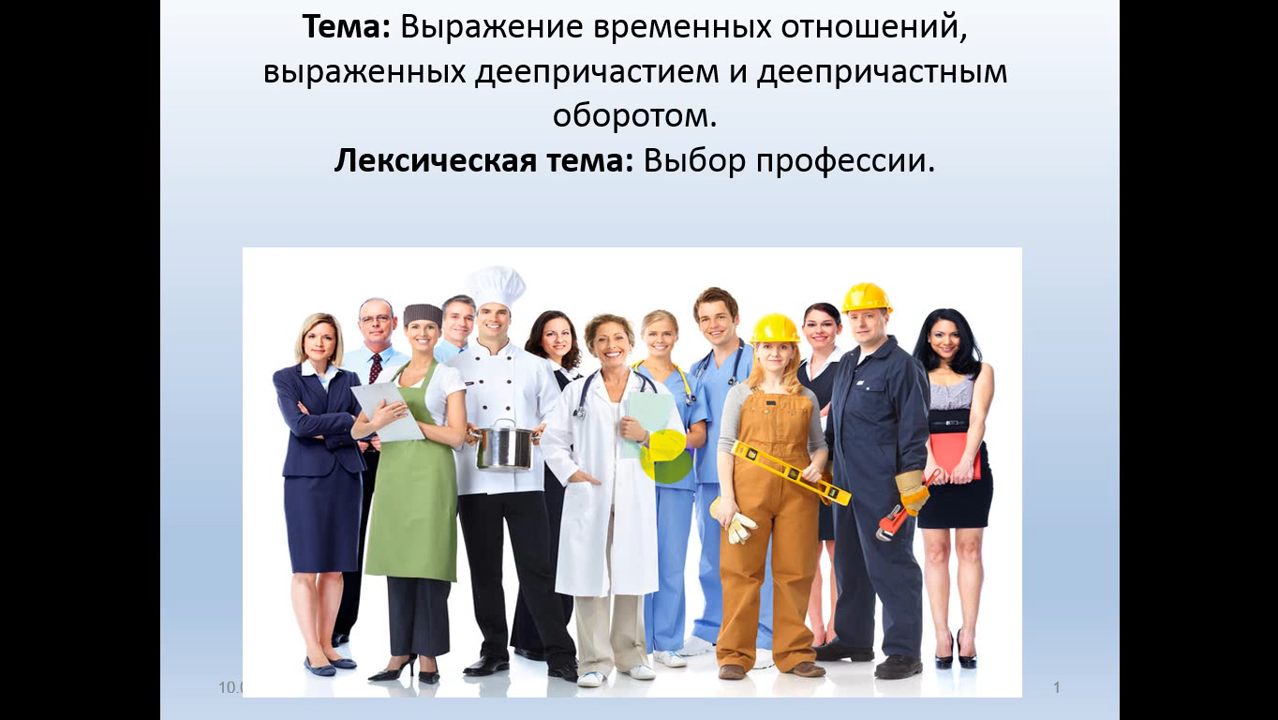 Тема: Выражение временных отношений,
выраженных деепричастием и деепричастным
оборотом.
Лексическая тема: Выбор профессии.
1